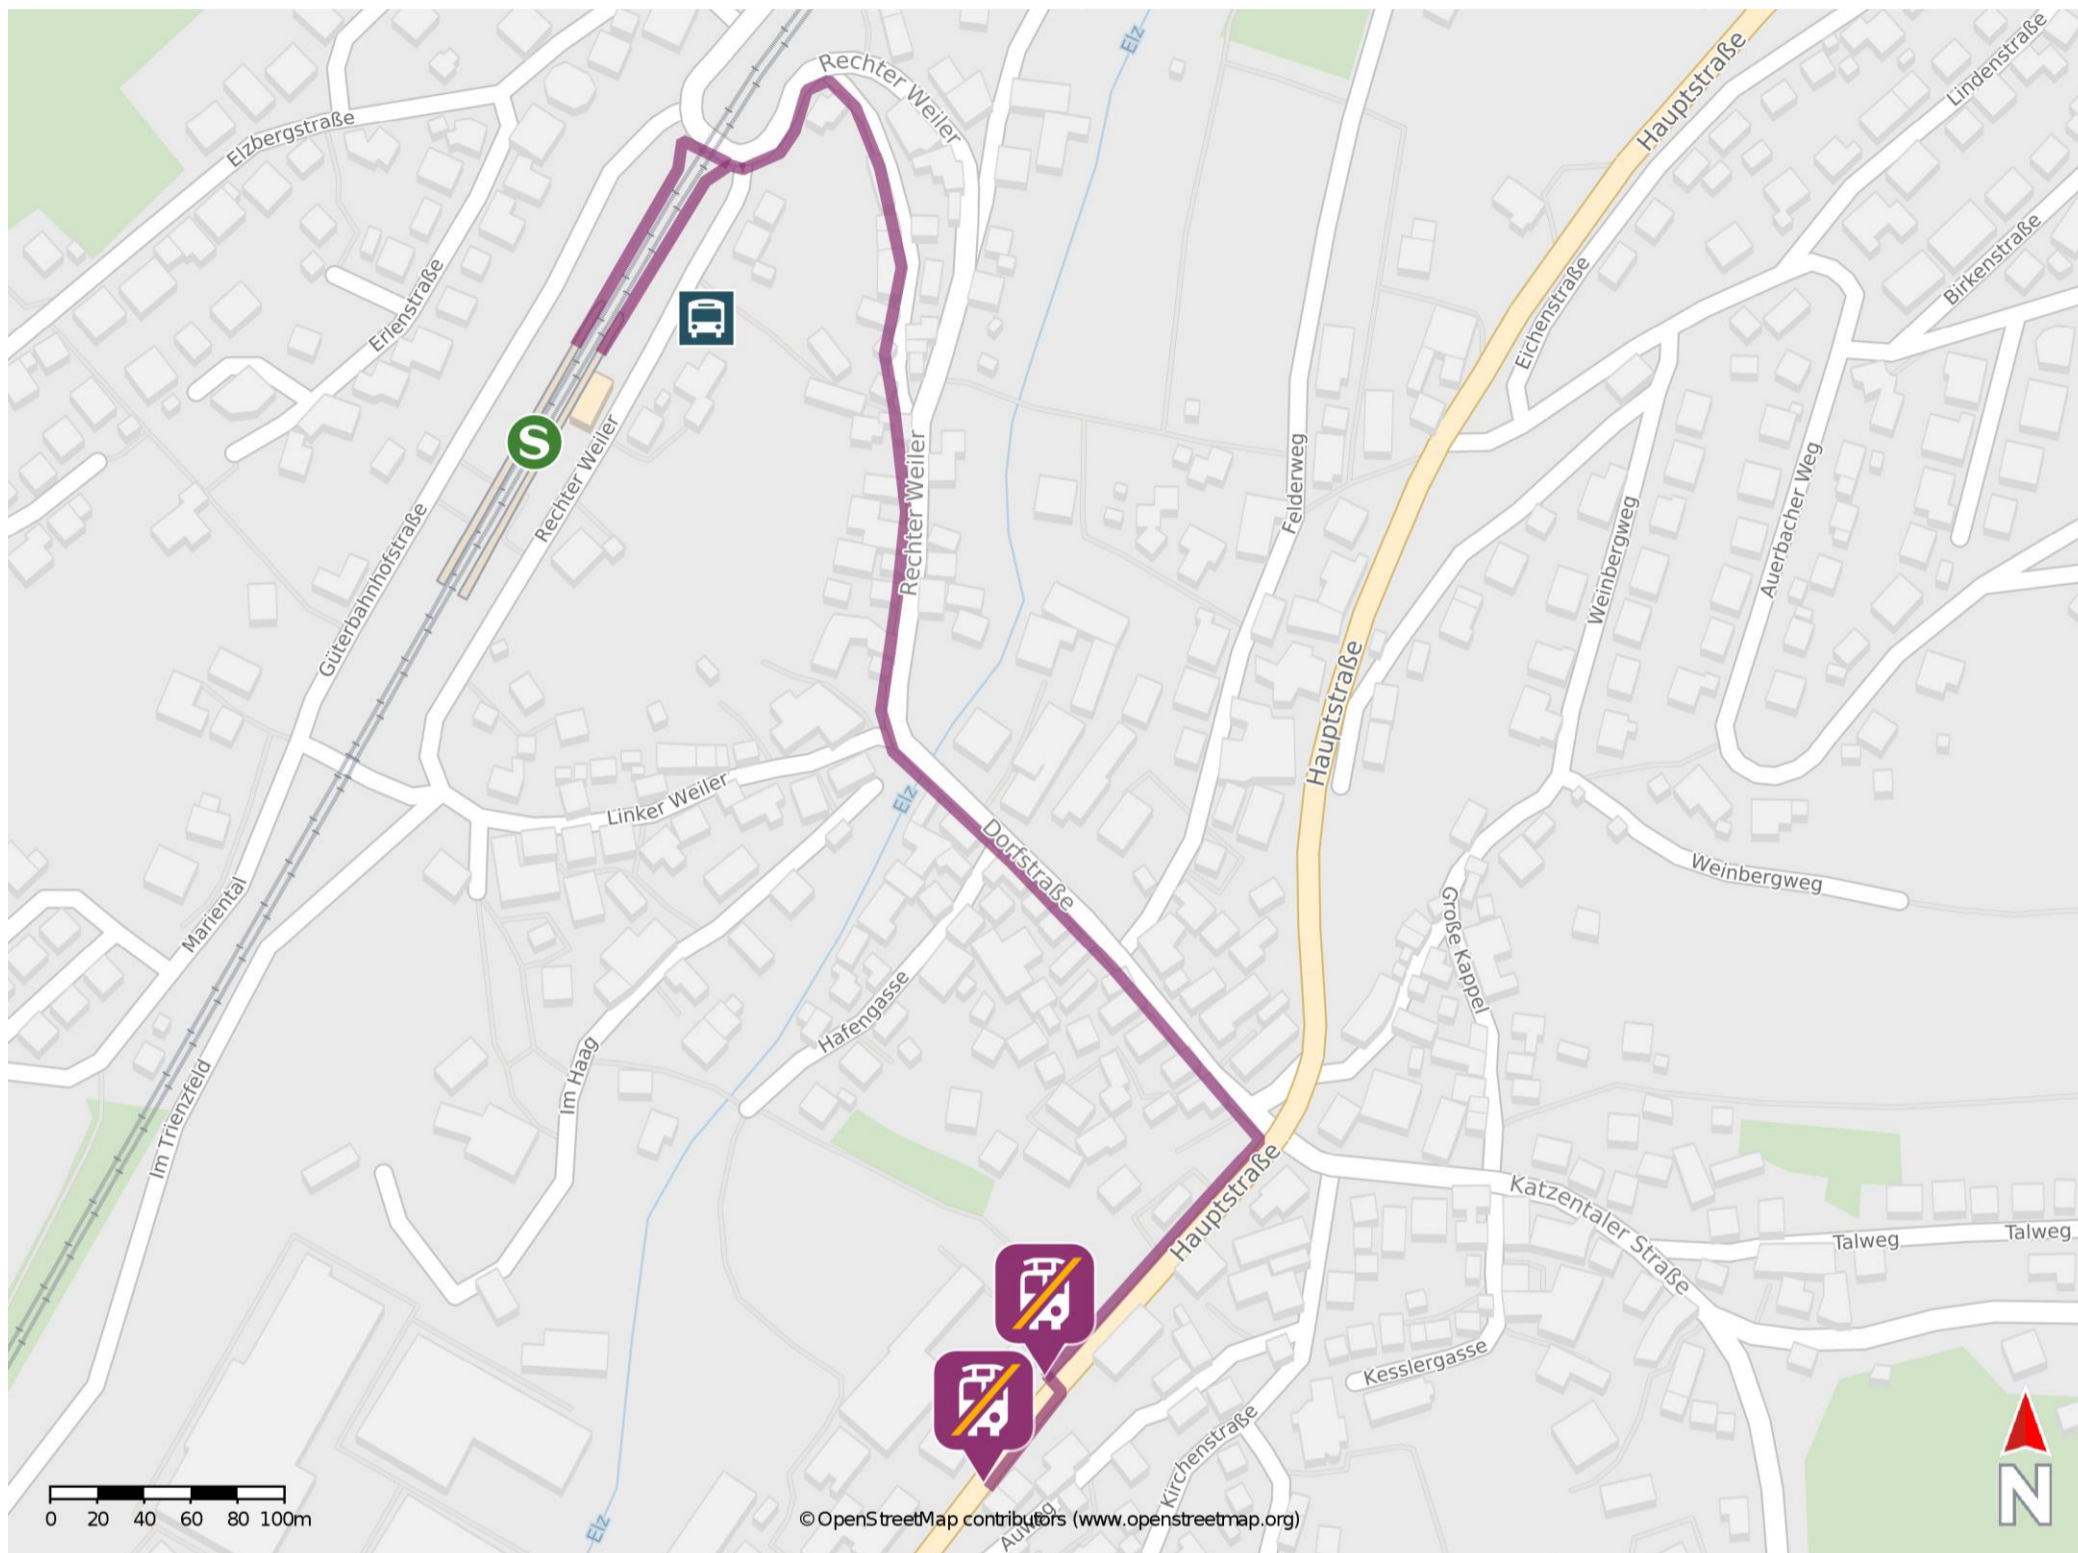 Elz
Rechter Weiler
Hauptstraße
Lindenstraße
Elzbergstraße
Birkenstraße
Erlenstraße
Eichenstraße
S
Rechter Weiler
Rechter Weiler
Felderweg
Auerbacher Weg
Weinbergweg
Güterbahnhofstraße
Hauptstraße
Linker Weiler
Elz
Dorfstraße
Weinbergweg
Mariental
Große Kappel
Hafengasse
Im Haag
Im Trienzfeld
Hauptstraße
Katzentaler Straße
Talweg
Talweg
Kesslergasse
Kirchenstraße
Auweg
Elz
N
0 20 40 60 80 100m
© OpenStreetMap contributors (www.openstreetmap.org)